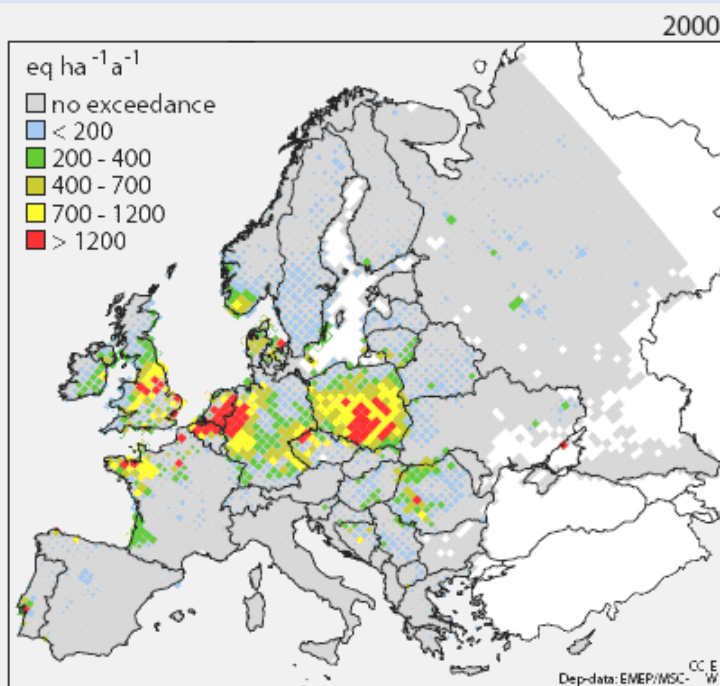 2000
eq ha⁻¹a⁻¹
no exceedance
< 200
200 - 400
400 - 700
700 - 1200
> 1200
CC E
Dep-data: EMEP/MSC- W